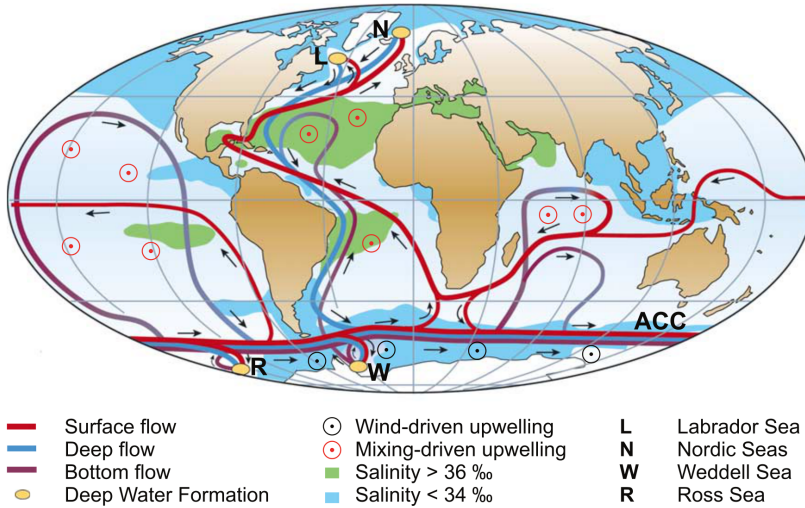 N
L
ACC
R
W
Surface flow
Deep flow
Bottom flow
Deep Water Formation
Wind-driven upwelling
Mixing-driven upwelling
Salinity > 36 ‰
Salinity < 34 ‰
L Labrador Sea
N Nordic Seas
W Weddell Sea
R Ross Sea